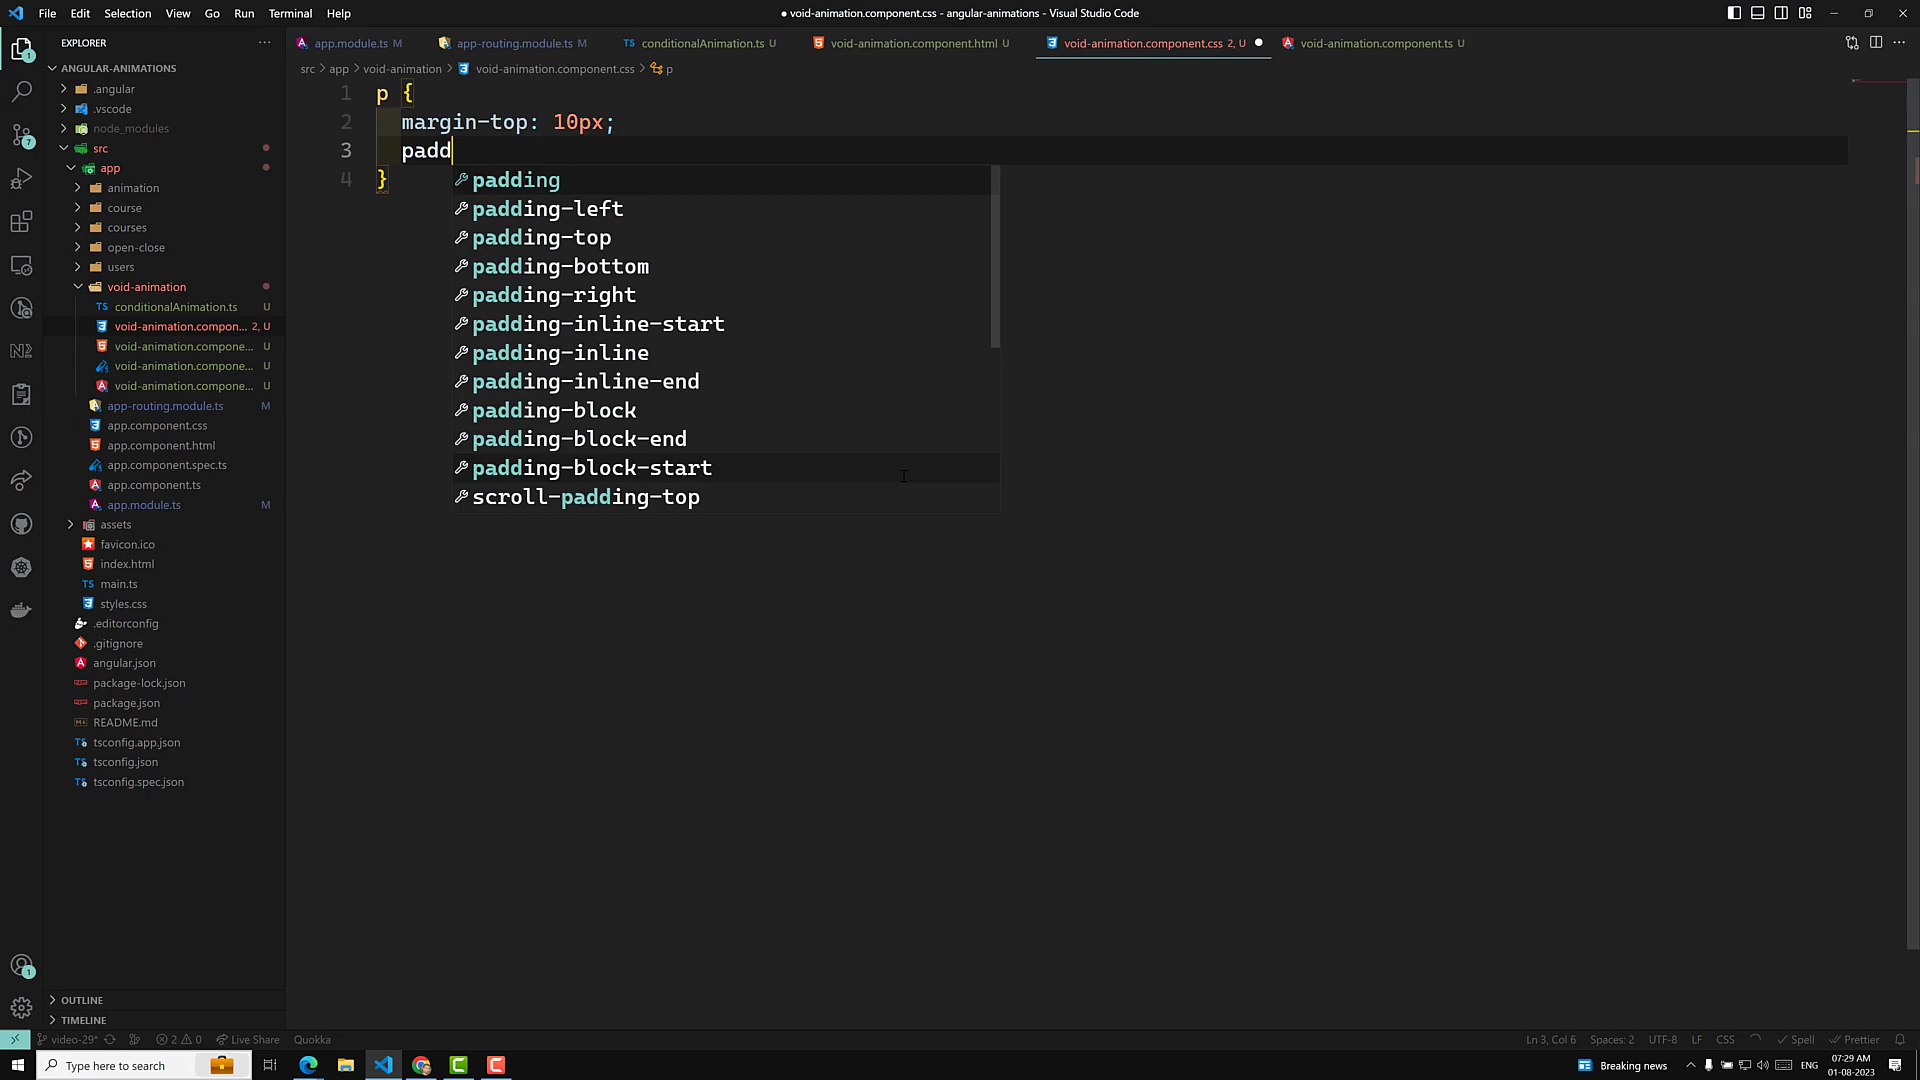 File Edit Selection View Go Run Terminal Help
● void-animation.component.css - angular-animations - Visual Studio Code
EXPLORER
app.module.ts M
app-routing.module.ts M
conditionalAnimation.ts U
void-animation.component.html U
void-animation.component.css 2, U
void-animation.component.ts U
src > app > void-animation > void-animation.component.css > p
ANGULAR-ANIMATIONS
.angular
.vscode
node_modules
src
app
animation
course
courses
open-close
users
void-animation
conditionalAnimation.ts U
void-animation.compon... 2, U
void-animation.compone... U
void-animation.compone... U
void-animation.compone... U
app-routing.module.ts M
app.component.css
app.component.html
app.component.spec.ts
app.component.ts
app.module.ts M
assets
favicon.ico
index.html
main.ts
styles.css
.editorconfig
.gitignore
angular.json
package-lock.json
package.json
README.md
tsconfig.app.json
tsconfig.json
tsconfig.spec.json
OUTLINE
TIMELINE
1 p {
2 margin-top: 10px;
3 padd
4 }
padding
padding-left
padding-top
padding-bottom
padding-right
padding-inline-start
padding-inline
padding-inline-end
padding-block
padding-block-end
padding-block-start
scroll-padding-top
7
N2
1
1
video-29* 2 0 Live Share Quokka
Ln 3, Col 6 Spaces: 2 UTF-8 LF CSS Spell Prettier
Type here to search
Breaking news
ENG
07:29 AM
01-08-2023